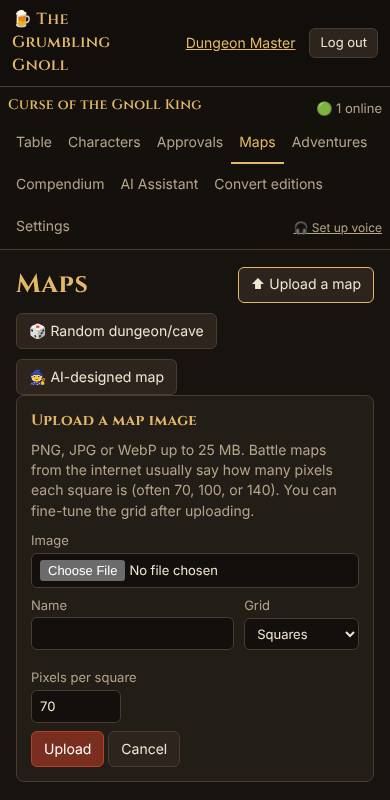 🍺 The
Grumbling
Gnoll
Dungeon Master
Log out
Curse of the Gnoll King
🟢 1 online
Table Characters Approvals Maps Adventures
Compendium AI Assistant Convert editions
Settings
🎧 Set up voice
Maps
⬆ Upload a map
🎲 Random dungeon/cave
🧙 AI-designed map
Upload a map image
PNG, JPG or WebP up to 25 MB. Battle maps
from the internet usually say how many pixels
each square is (often 70, 100, or 140). You can
fine-tune the grid after uploading.
Image
Choose File No file chosen
Name Grid
Squares
Pixels per square
70
Upload Cancel